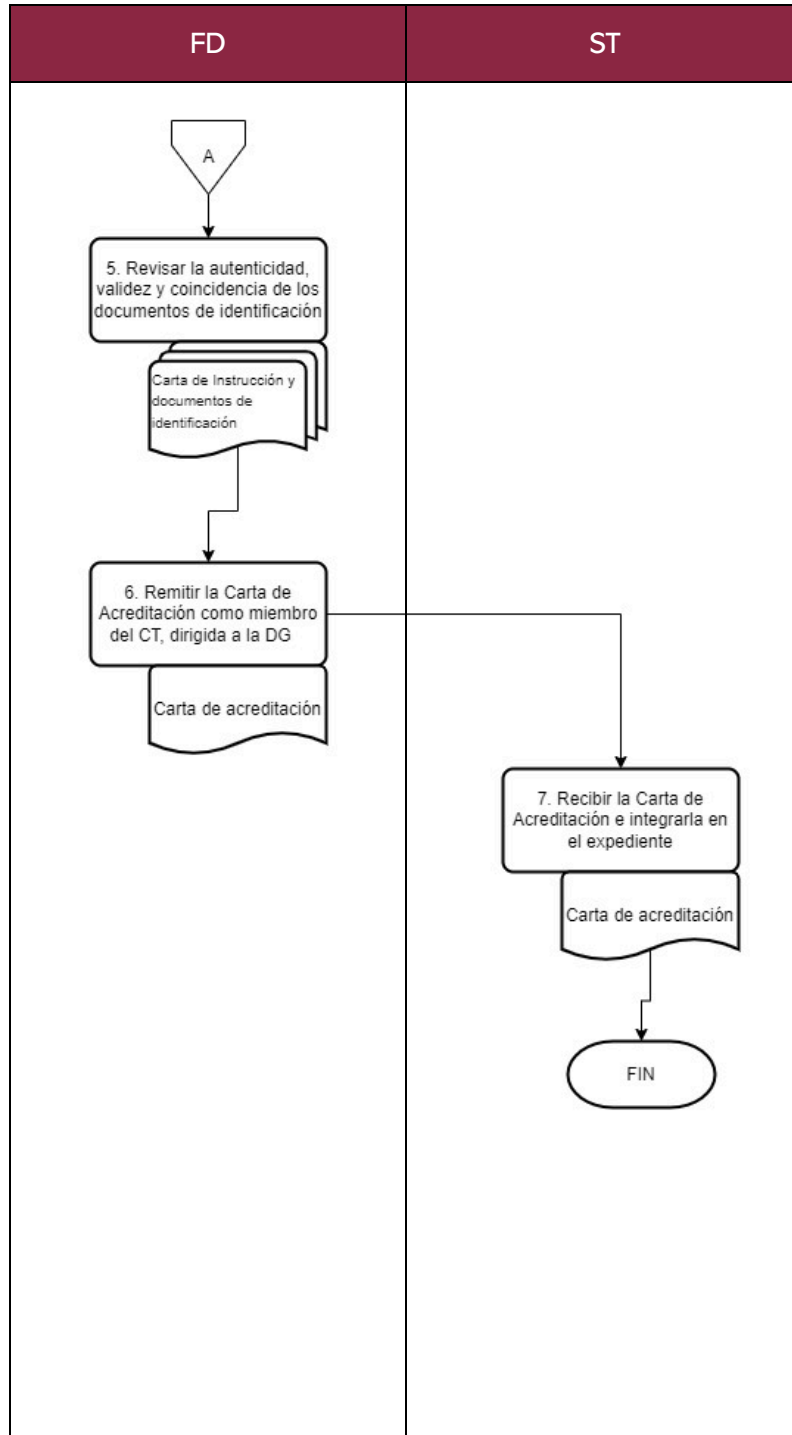 FD
ST
A
5. Revisar la autenticidad,
validez y coincidencia de los
documentos de identificación
Carta de Instrucción y
documentos de
identificación
6. Remitir la Carta de
Acreditación como miembro
del CT, dirigida a la DG
Carta de acreditación
7. Recibir la Carta de
Acreditación e integrarla en
el expediente
Carta de acreditación
FIN